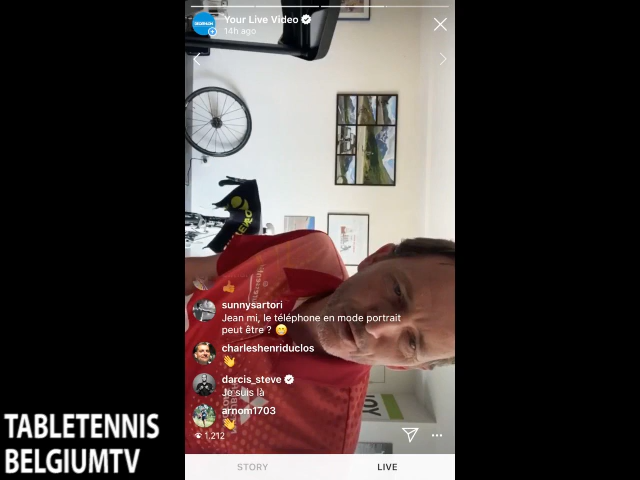 DECATHLON
Your Live Video
14h ago
sunnysartori
Jean mi, le téléphone en mode portrait
peut être ? 😁
charleshenriduclos
👋
darcis_steve
Je suis là
arnom1703
👋
1,212
STORY
LIVE
TABLETENNIS
BELGIUMTV